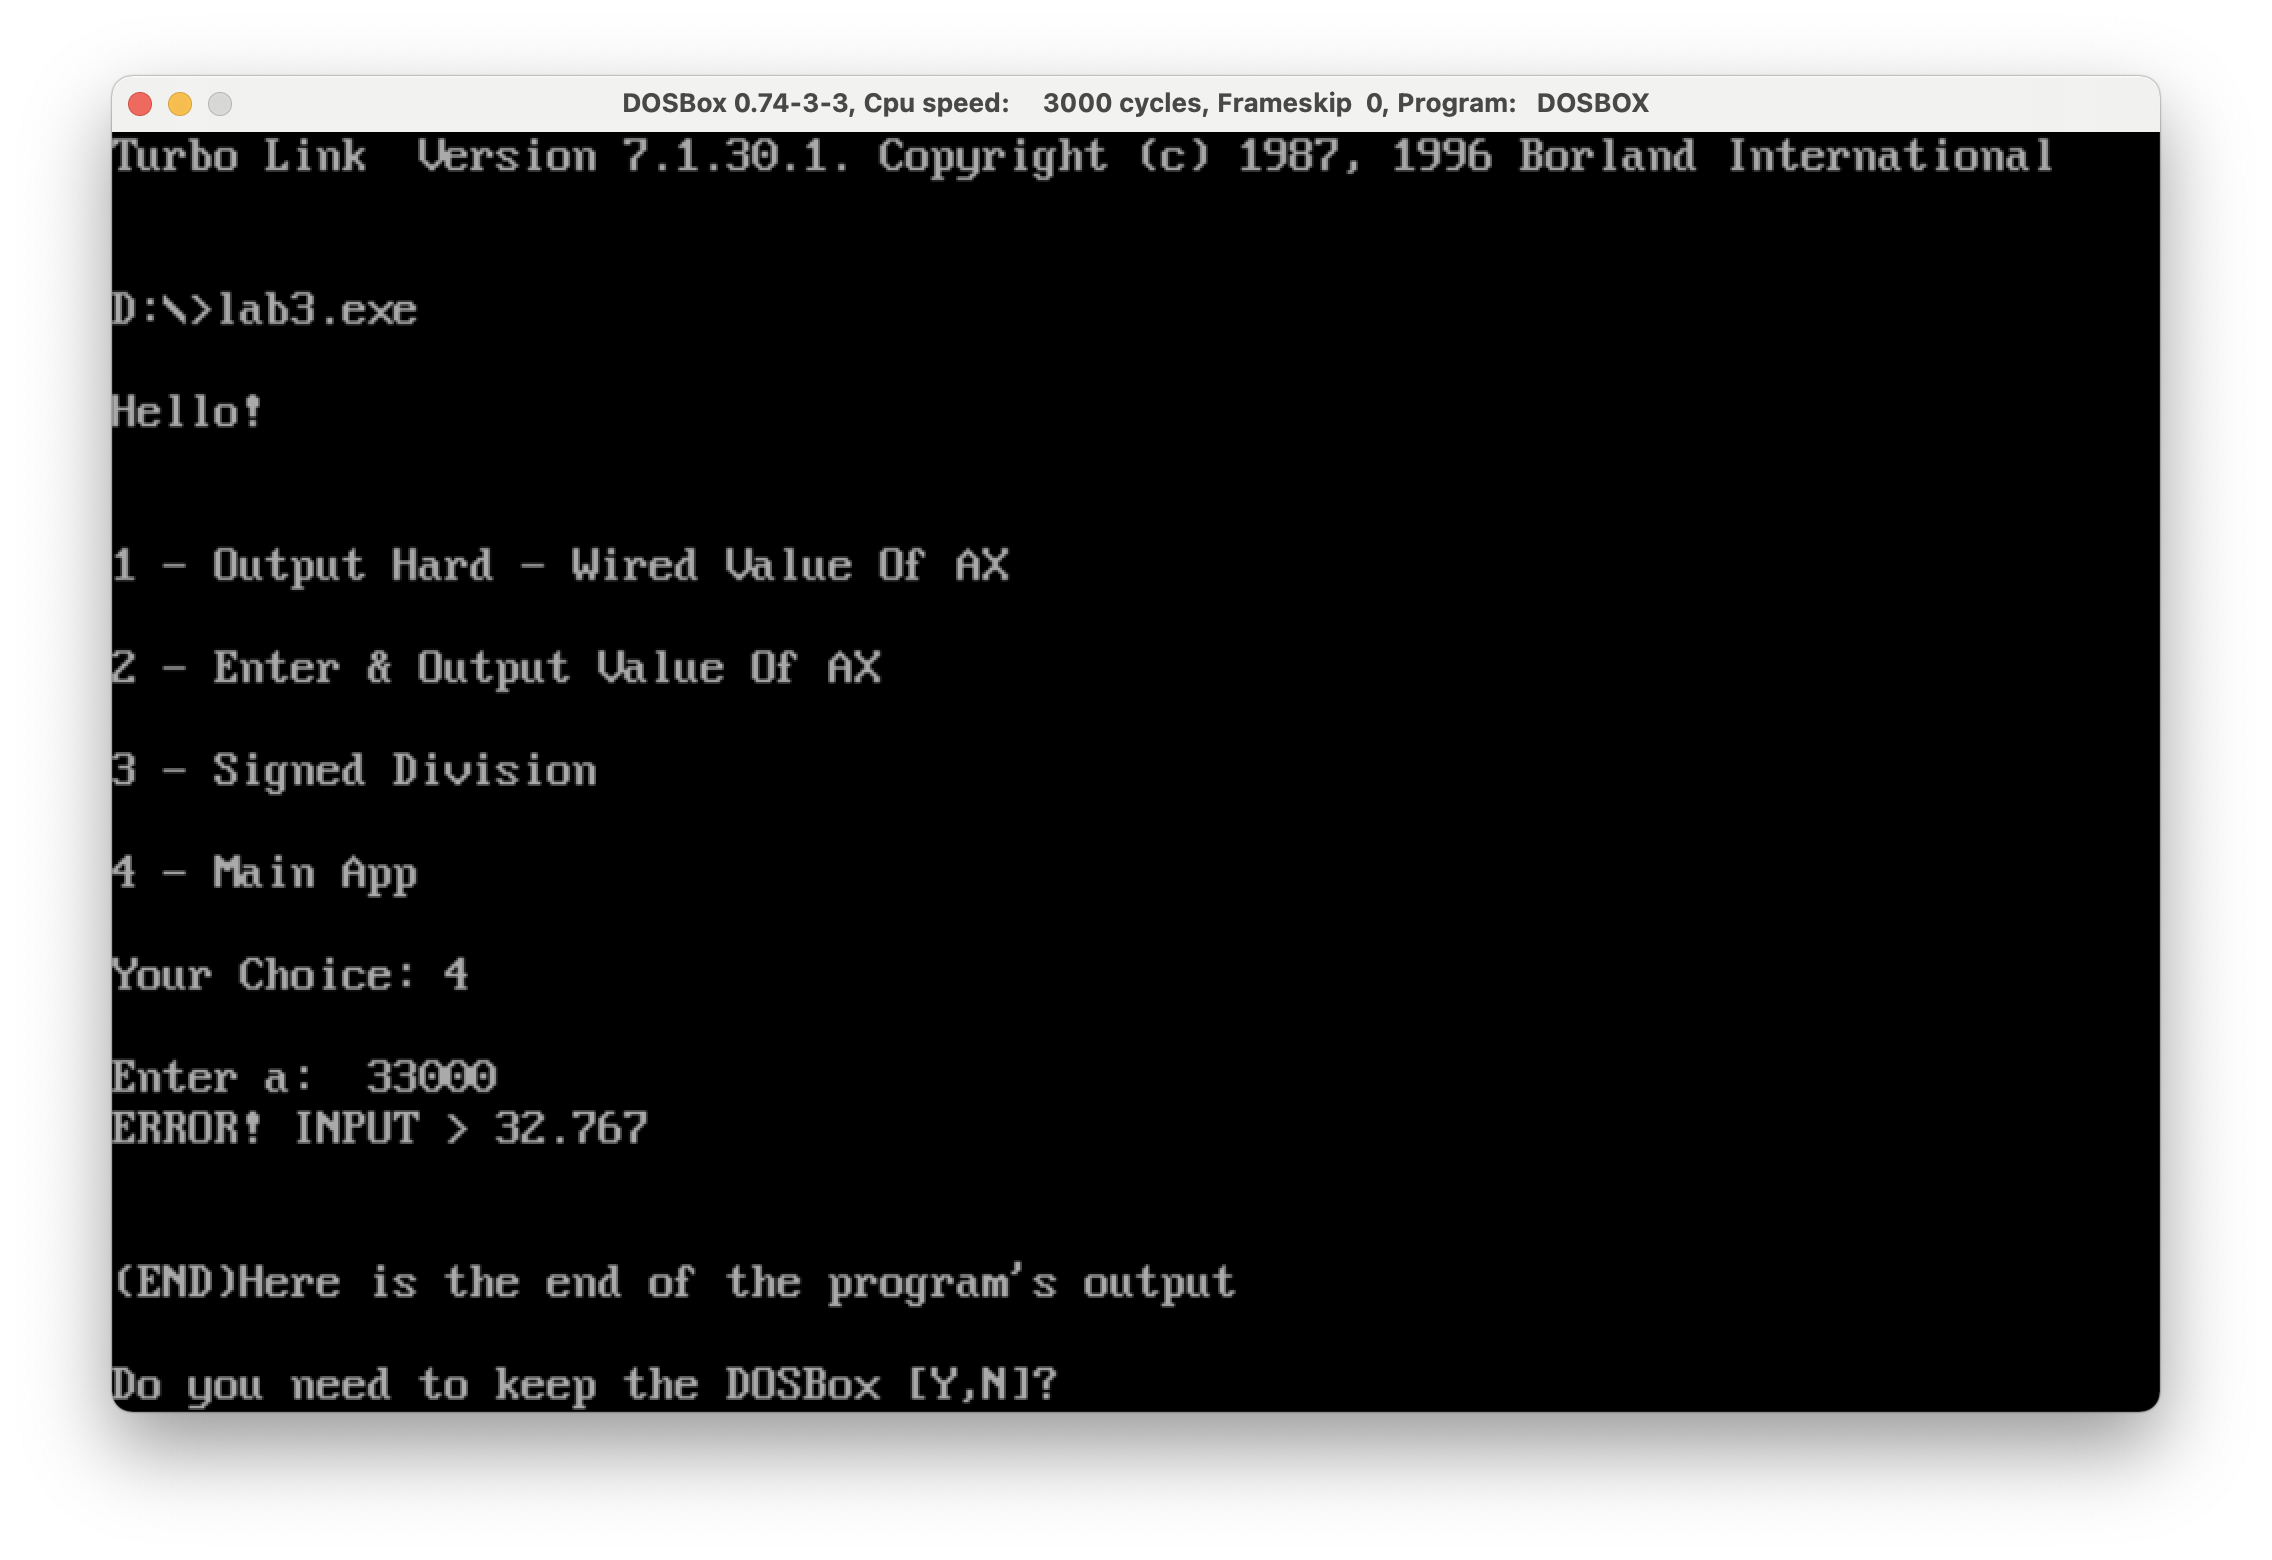 DOSBox 0.74-3-3, Cpu speed:    3000 cycles, Frameskip  0, Program:   DOSBOX
Turbo Link  Version 7.1.30.1. Copyright (c) 1987, 1996 Borland International
D:\>lab3.exe
Hello!
1 - Output Hard - Wired Value Of AX
2 - Enter & Output Value Of AX
3 - Signed Division
4 - Main App
Your Choice: 4
Enter a:  33000
ERROR! INPUT > 32.767
(END)Here is the end of the program's output
Do you need to keep the DOSBox [Y,N]?